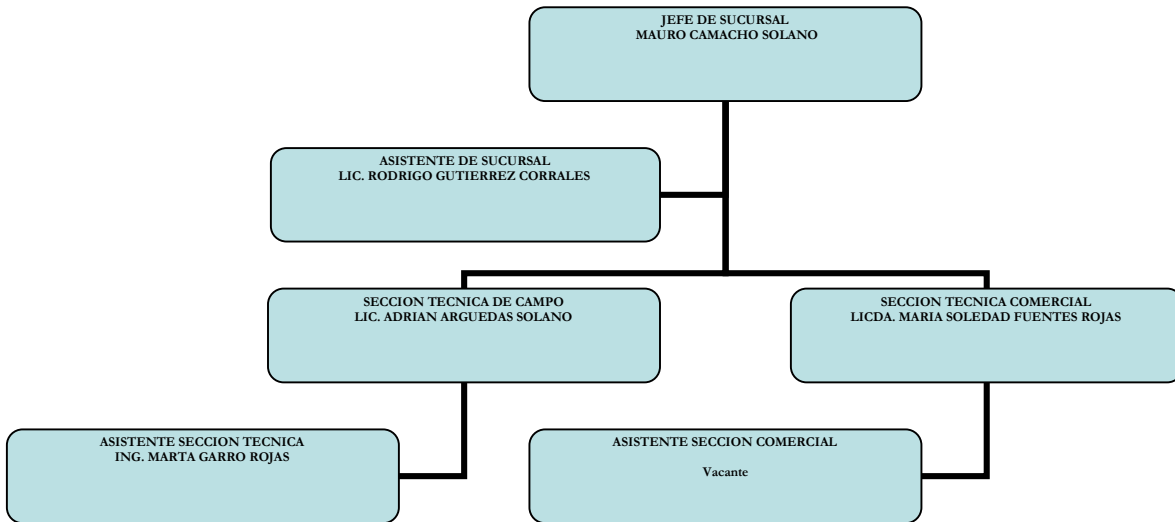 JEFE DE SUCURSAL
MAURO CAMACHO SOLANO
ASISTENTE DE SUCURSAL
LIC. RODRIGO GUTIERREZ CORRALES
SECCION TECNICA DE CAMPO
LIC. ADRIAN ARGUEDAS SOLANO
SECCION TECNICA COMERCIAL
LICDA. MARIA SOLEDAD FUENTES ROJAS
ASISTENTE SECCION TECNICA
ING. MARTA GARRO ROJAS
ASISTENTE SECCION COMERCIAL
Vacante